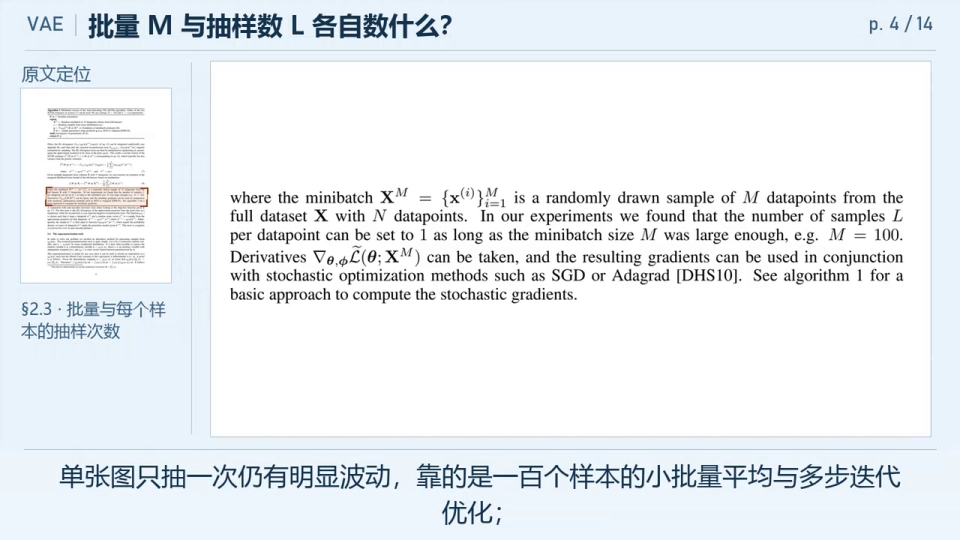 VAE
批量 M 与抽样数 L 各自数什么？
p. 4 / 14
原文定位
§2.3 · 批量与每个样
本的抽样次数
where the minibatch X^M = {x^(i)}_{i=1}^M is a randomly drawn sample of M datapoints from the
full dataset X with N datapoints. In our experiments we found that the number of samples L
per datapoint can be set to 1 as long as the minibatch size M was large enough, e.g. M = 100.
Derivatives ∇_{θ,ϕ} L̃(θ; X^M) can be taken, and the resulting gradients can be used in conjunction
with stochastic optimization methods such as SGD or Adagrad [DHS10]. See algorithm 1 for a
basic approach to compute the stochastic gradients.
单张图只抽一次仍有明显波动，靠的是一百个样本的小批量平均与多步迭代
优化；